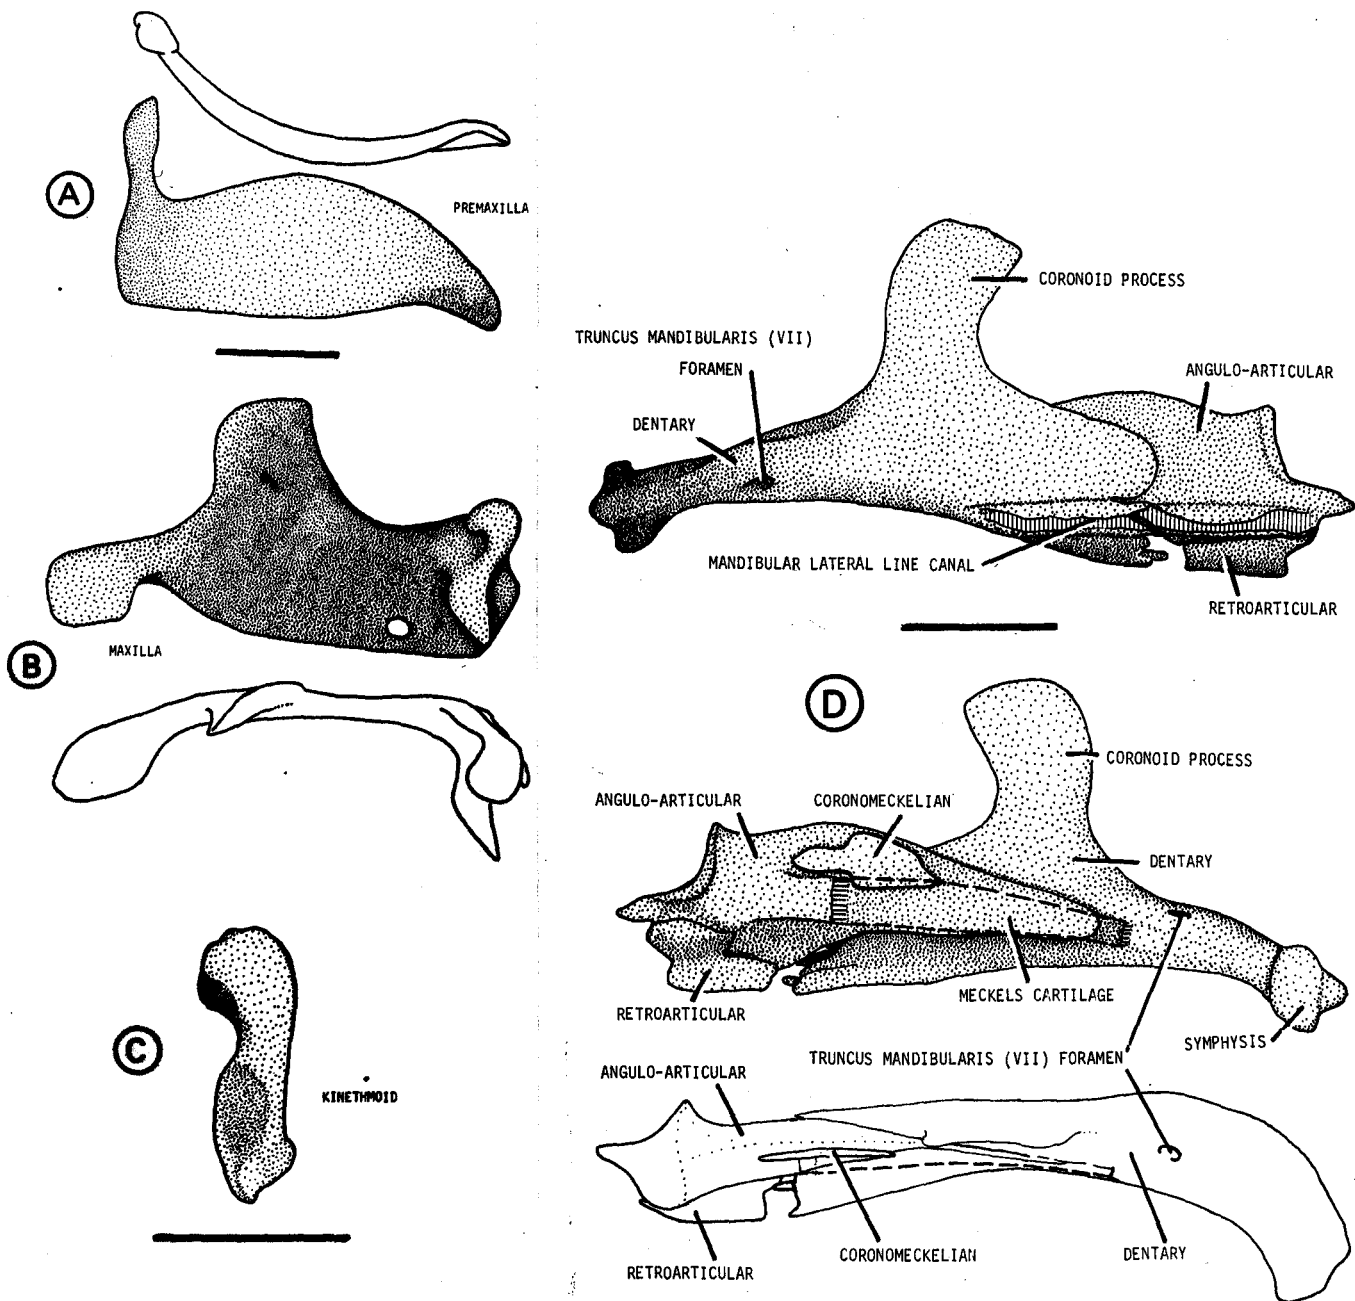 A
PREMAXILLA
B
MAXILLA
C
KINETHMOID
CORONOID PROCESS
TRUNCUS MANDIBULARIS (VII)
FORAMEN
ANGULO-ARTICULAR
DENTARY
MANDIBULAR LATERAL LINE CANAL
RETROARTICULAR
D
CORONOID PROCESS
ANGULO-ARTICULAR
CORONOMECKELIAN
DENTARY
MECKELS CARTILAGE
RETROARTICULAR
SYMPHYSIS
TRUNCUS MANDIBULARIS (VII) FORAMEN
ANGULO-ARTICULAR
CORONOMECKELIAN
DENTARY
RETROARTICULAR